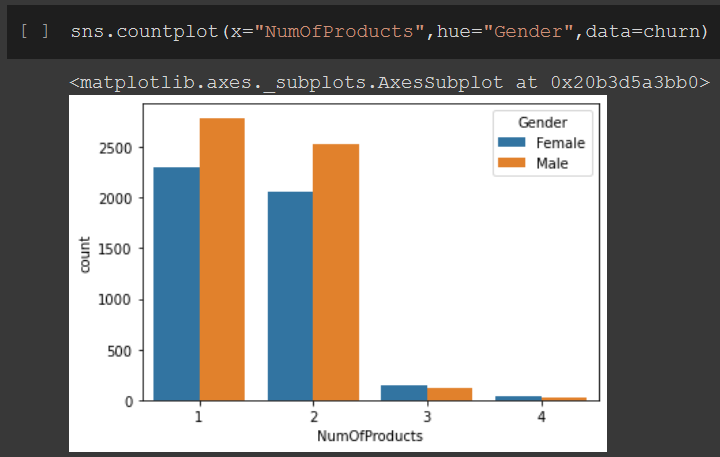 [ ] sns.countplot(x="NumOfProducts",hue="Gender",data=churn)
<matplotlib.axes._subplots.AxesSubplot at 0x20b3d5a3bb0>
Gender
Female
Male
2500
2000
1500
1000
500
0
count
1 2 3 4
NumOfProducts